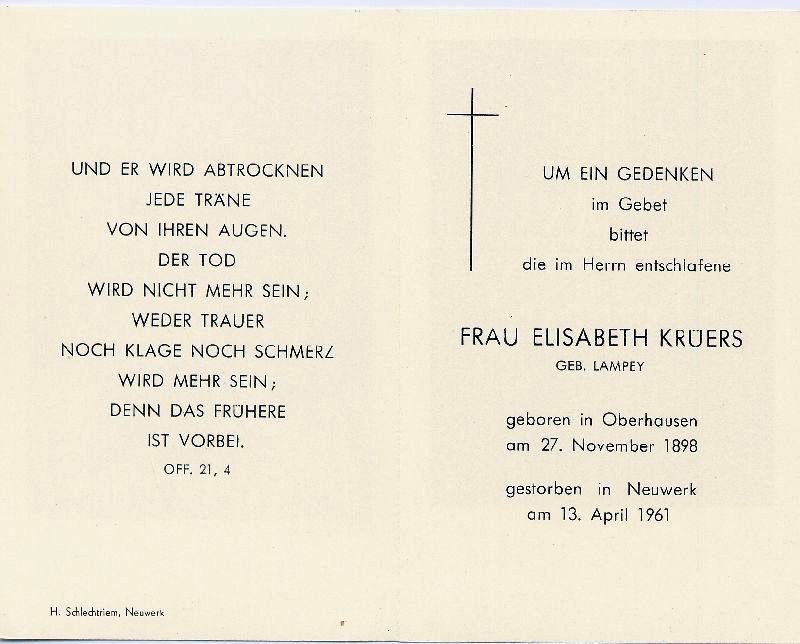 UND ER WIRD ABTROCKNEN
JEDE TRÄNE
VON IHREN AUGEN.
DER TOD
WIRD NICHT MEHR SEIN;
WEDER TRAUER
NOCH KLAGE NOCH SCHMERZ
WIRD MEHR SEIN;
DENN DAS FRÜHERE
IST VORBEI.
OFF. 21, 4
H. Schlechtriem, Neuwerk
UM EIN GEDENKEN
im Gebet
bittet
die im Herrn entschlafene
FRAU ELISABETH KRÜERS
GEB. LAMPEY
geboren in Oberhausen
am 27. November 1898
gestorben in Neuwerk
am 13. April 1961